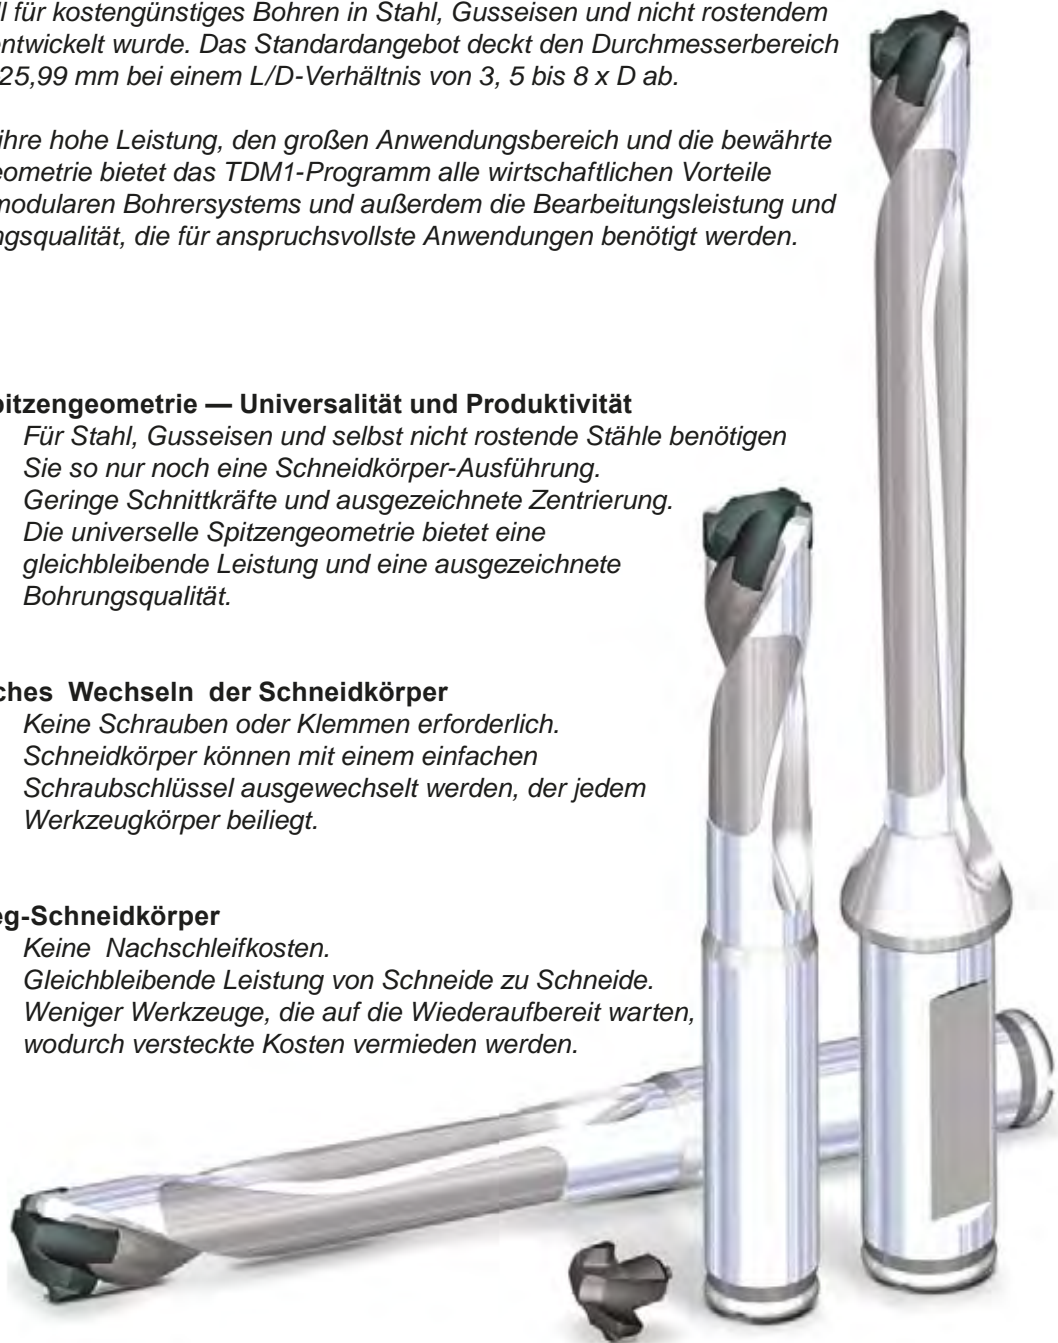 ll für kostengünstiges Bohren in Stahl, Gusseisen und nicht rostendem
entwickelt wurde. Das Standardangebot deckt den Durchmesserbereich
25,99 mm bei einem L/D-Verhältnis von 3, 5 bis 8 x D ab.
ihre hohe Leistung, den großen Anwendungsbereich und die bewährte
eometrie bietet das TDM1-Programm alle wirtschaftlichen Vorteile
modularen Bohrersystems und außerdem die Bearbeitungsleistung und
ngsqualität, die für anspruchsvollste Anwendungen benötigt werden.
pitzengeometrie — Universalität und Produktivität
Für Stahl, Gusseisen und selbst nicht rostende Stähle benötigen
Sie so nur noch eine Schneidkörper-Ausführung.
Geringe Schnittkräfte und ausgezeichnete Zentrierung.
Die universelle Spitzengeometrie bietet eine
gleichbleibende Leistung und eine ausgezeichnete
Bohrungsqualität.
ches Wechseln der Schneidkörper
Keine Schrauben oder Klemmen erforderlich.
Schneidkörper können mit einem einfachen
Schraubschlüssel ausgewechselt werden, der jedem
Werkzeugkörper beiliegt.
eg-Schneidkörper
Keine Nachschleifkosten.
Gleichbleibende Leistung von Schneide zu Schneide.
Weniger Werkzeuge, die auf die Wiederaufbereit warten,
wodurch versteckte Kosten vermieden werden.